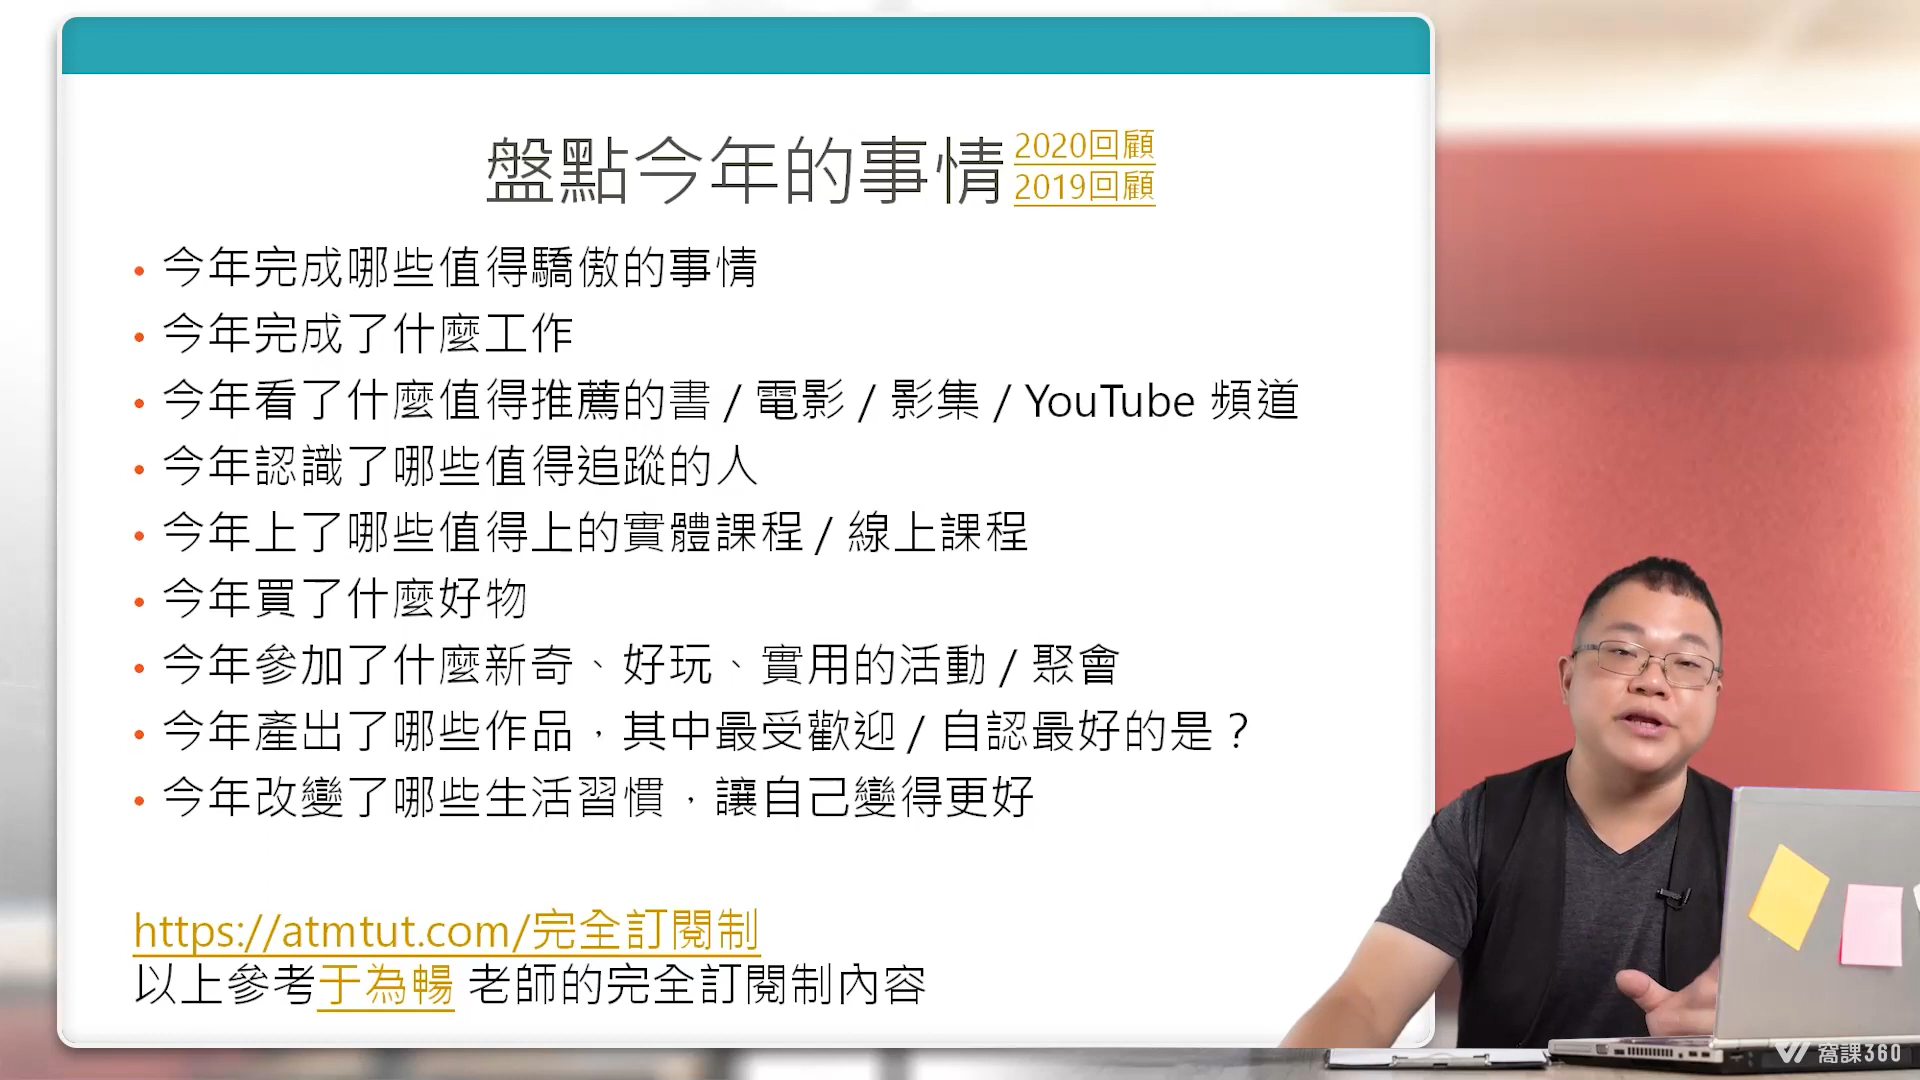 盤點今年的事情
2020回顧
2019回顧
今年完成哪些值得驕傲的事情
今年完成了什麼工作
今年看了什麼值得推薦的書 / 電影 / 影集 / YouTube 頻道
今年認識了哪些值得追蹤的人
今年上了哪些值得上的實體課程 / 線上課程
今年買了什麼好物
今年參加了什麼新奇、好玩、實用的活動 / 聚會
今年產出了哪些作品，其中最受歡迎 / 自認最好的是？
今年改變了哪些生活習慣，讓自己變得更好
https://atmtut.com/完全訂閱制
以上參考于為暢 老師的完全訂閱制內容
窩課360